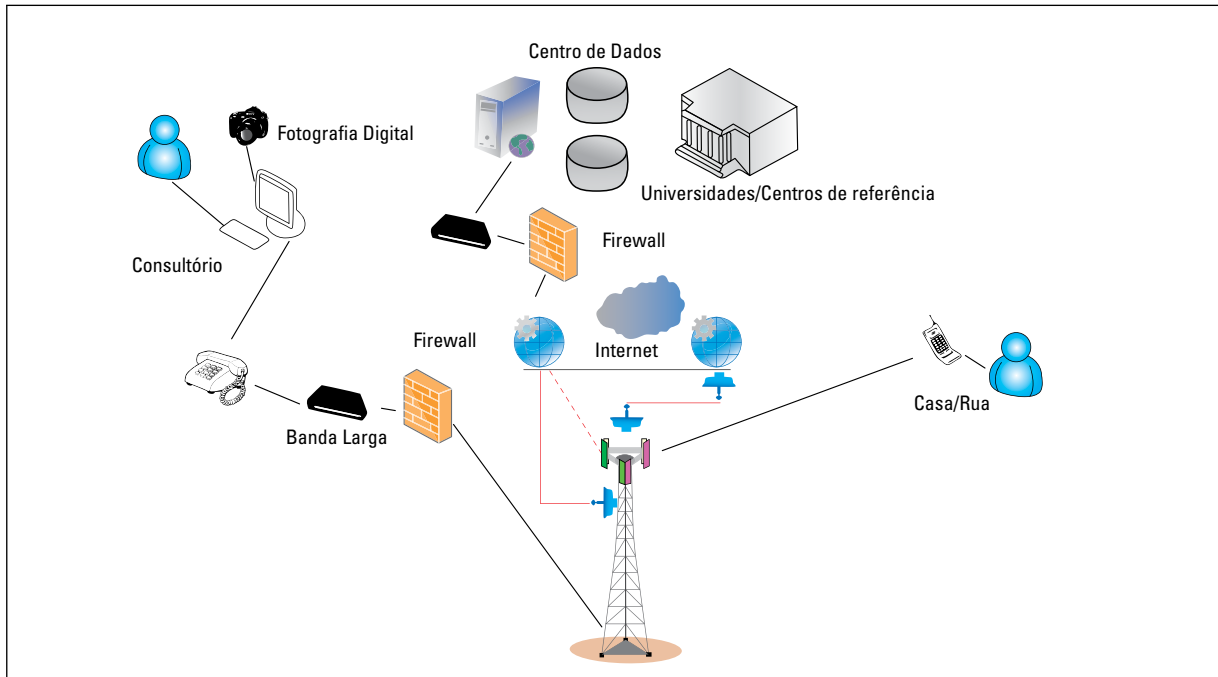 Centro de Dados
Fotografia Digital
Universidades/Centros de referência
Firewall
Consultório
Firewall
Internet
Casa/Rua
Banda Larga